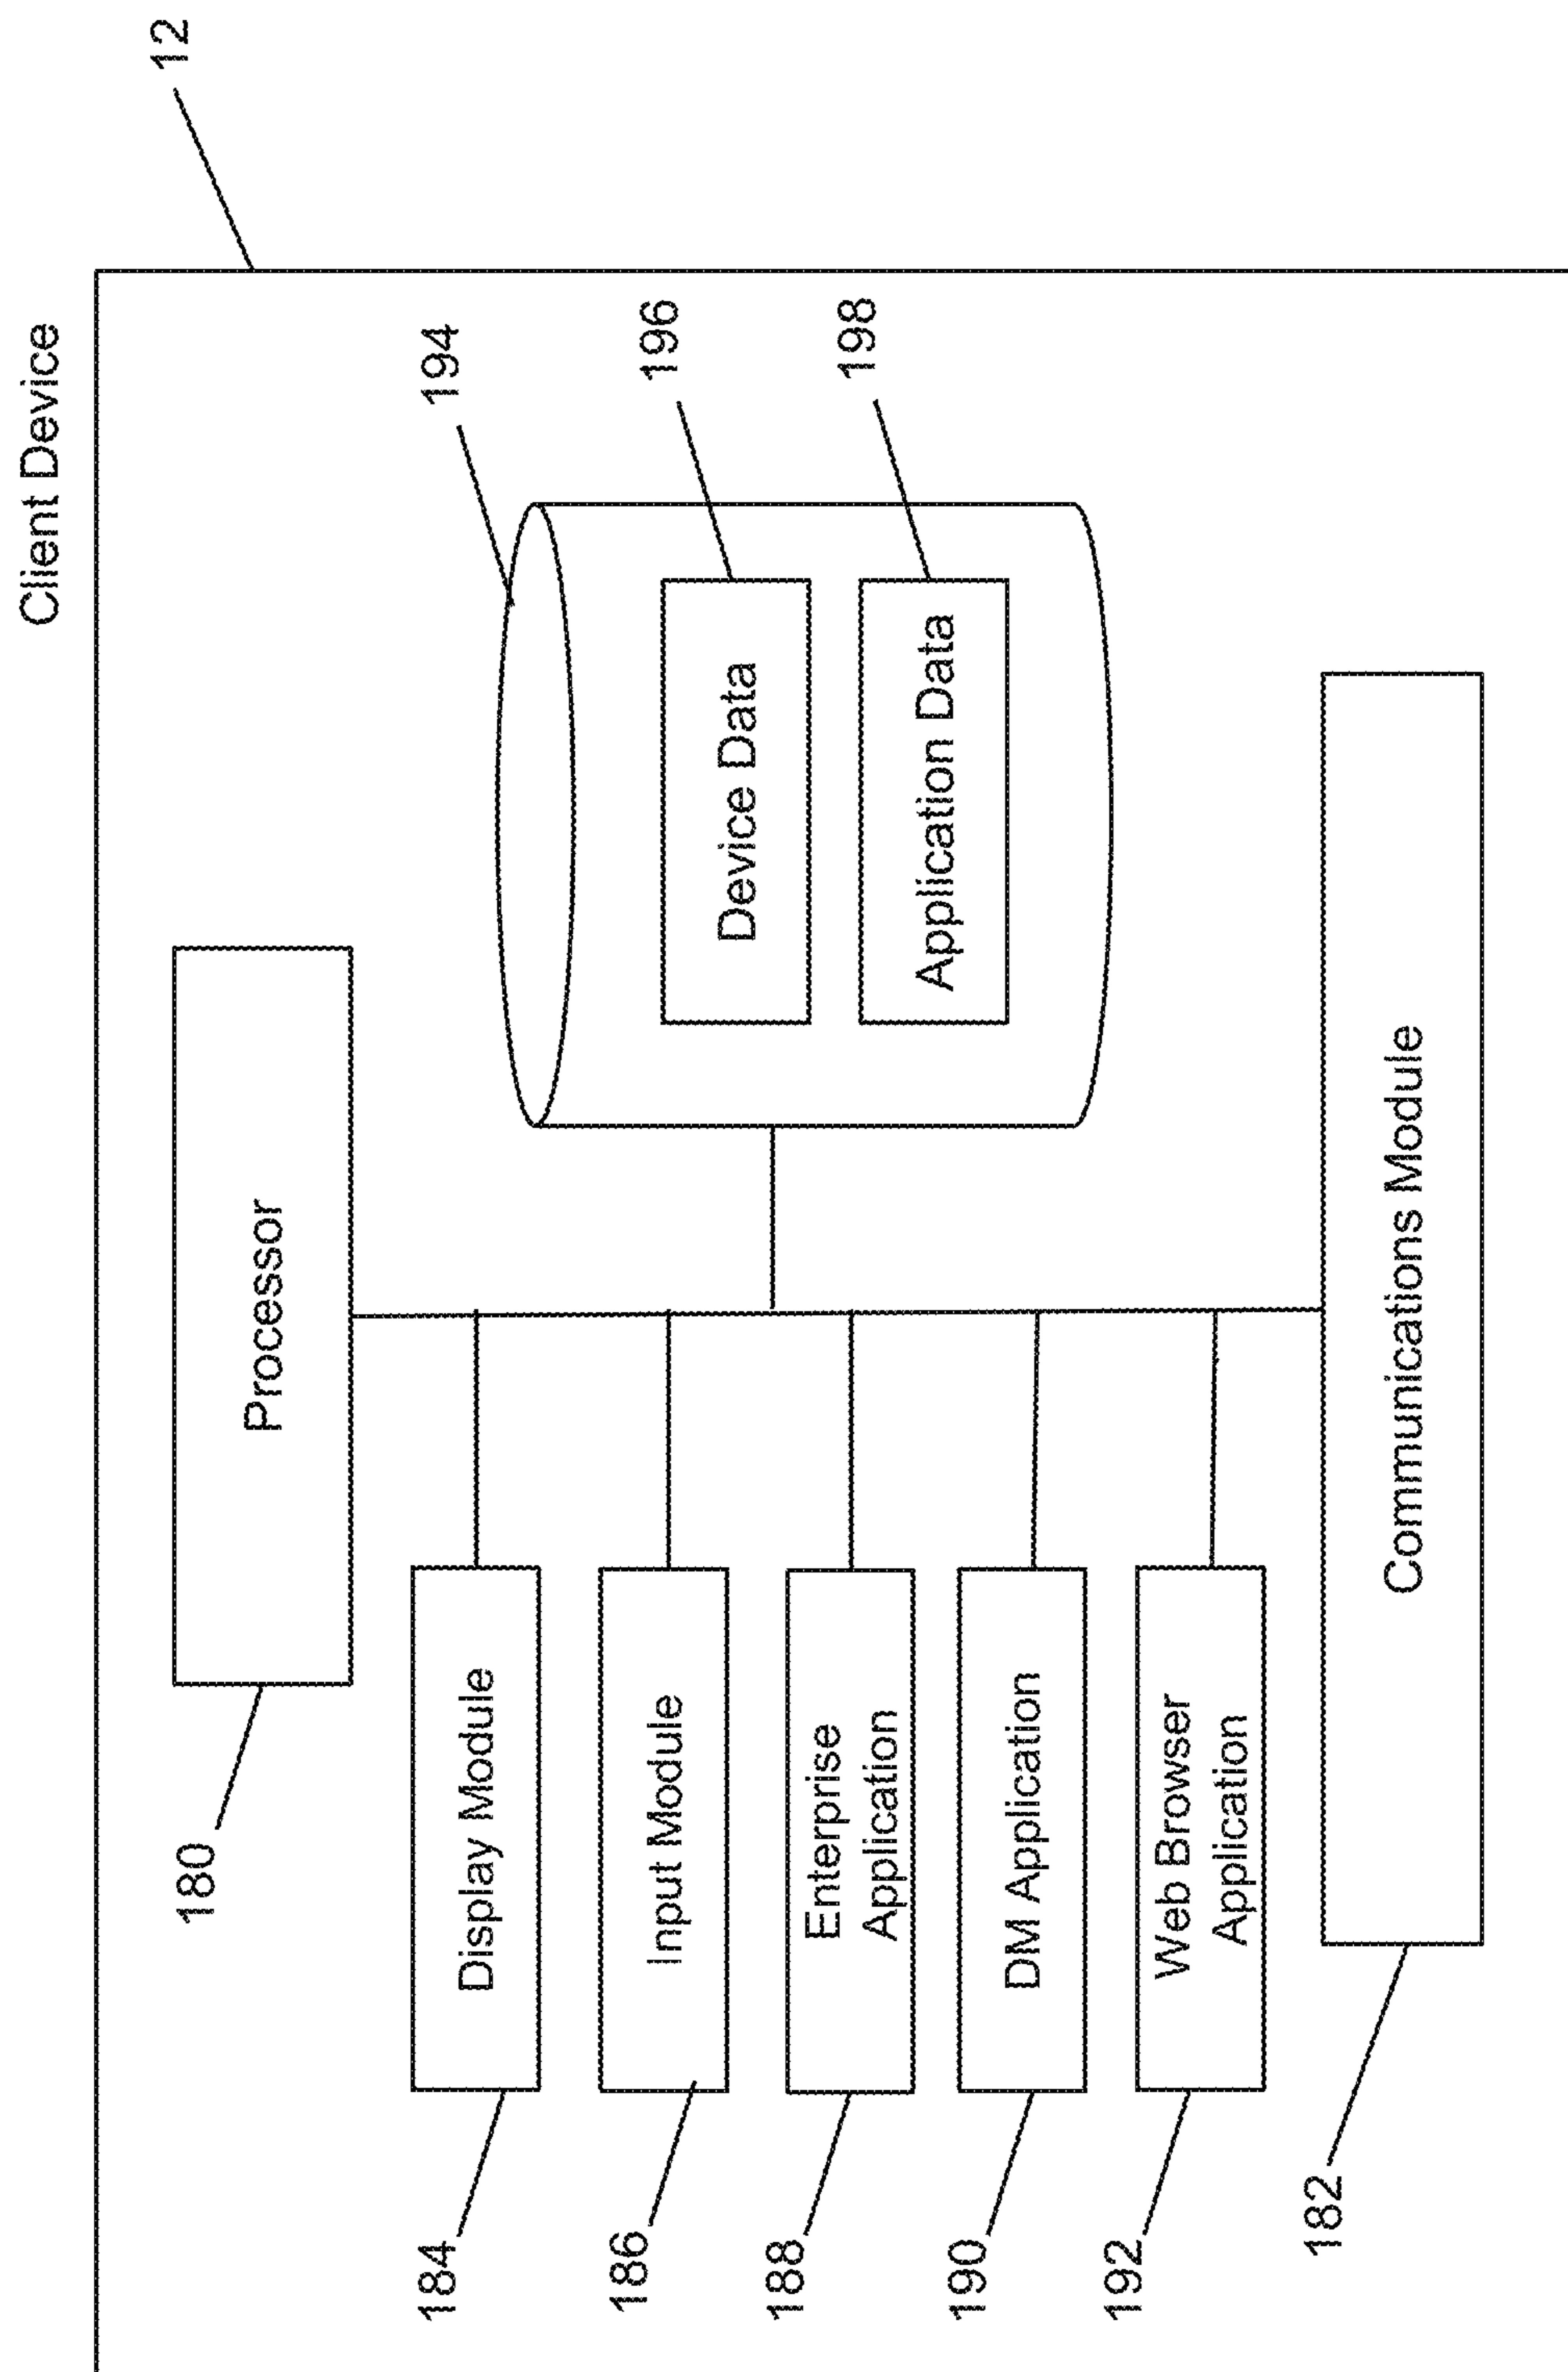 Client Device
12
180
Processor
184
Display Module
194
186
Input Module
196
Device Data
188
Enterprise
Application
198
Application Data
190
DM Application
192
Web Browser
Application
182
Communications Module